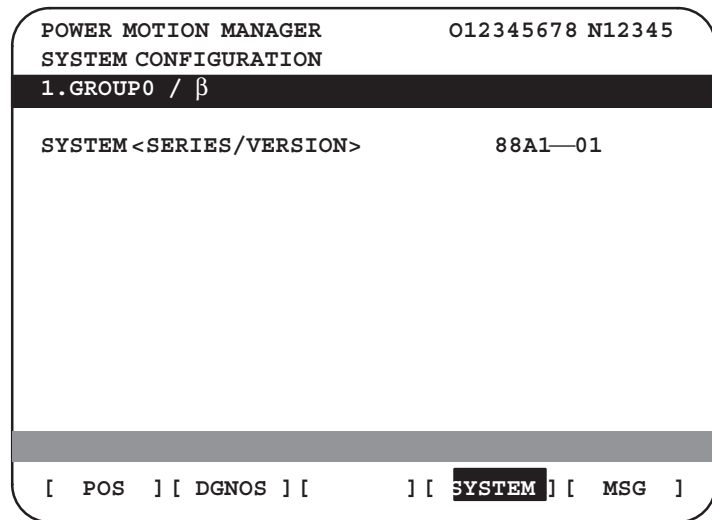 POWER MOTION MANAGER O12345678 N12345
SYSTEM CONFIGURATION
1.GROUP0 / β
SYSTEM<SERIES/VERSION> 88A1—01
[ POS ][ DGNOS ][ ][ SYSTEM ][ MSG ]